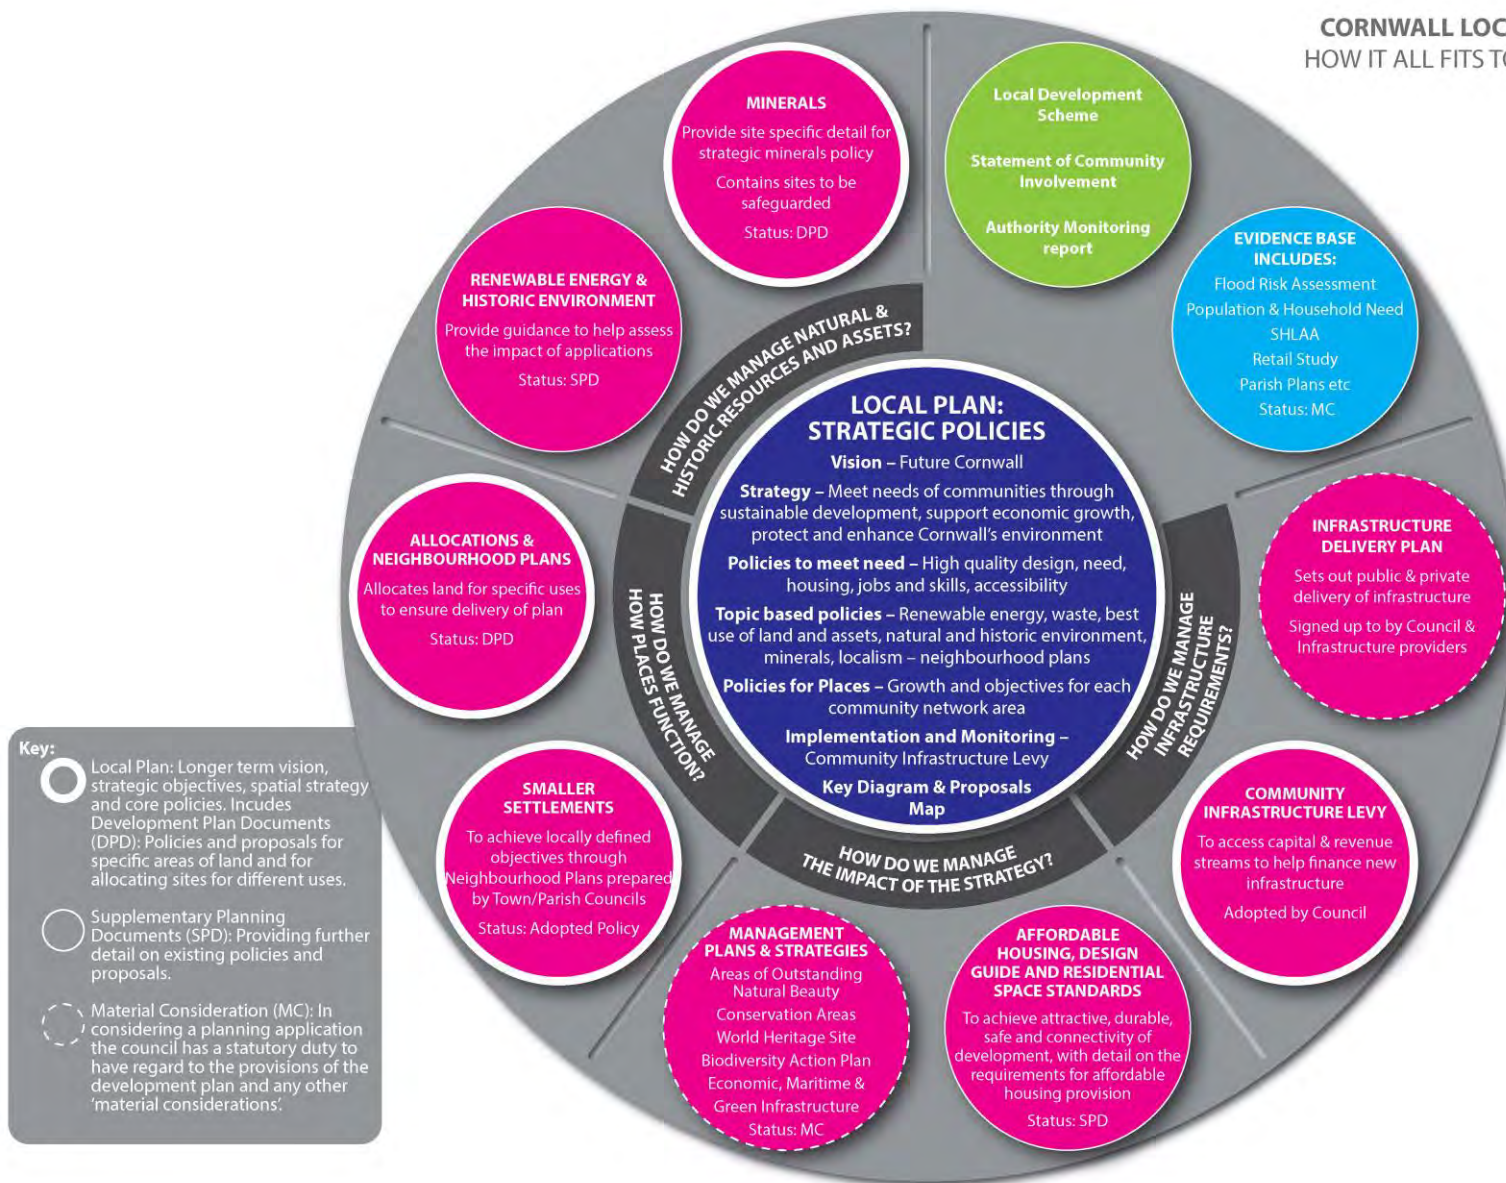 CORNWALL LOC
HOW IT ALL FITS TO
MINERALS
Provide site specific detail for
strategic minerals policy
Contains sites to be
safeguarded
Status: DPD
Local Development
Scheme
Statement of Community
Involvement
Authority Monitoring
report
EVIDENCE BASE
INCLUDES:
Flood Risk Assessment
Population & Household Need
SHLAA
Retail Study
Parish Plans etc
Status: MC
RENEWABLE ENERGY &
HISTORIC ENVIRONMENT
Provide guidance to help assess
the impact of applications
Status: SPD
HOW DO WE MANAGE NATURAL &
HISTORIC RESOURCES AND ASSETS?
LOCAL PLAN:
STRATEGIC POLICIES
Vision – Future Cornwall
Strategy – Meet needs of communities through
sustainable development, support economic growth,
protect and enhance Cornwall's environment
Policies to meet need – High quality design, need,
housing, jobs and skills, accessibility
Topic based policies – Renewable energy, waste, best
use of land and assets, natural and historic environment,
minerals, localism – neighbourhood plans
Policies for Places – Growth and objectives for each
community network area
Implementation and Monitoring –
Community Infrastructure Levy
Key Diagram & Proposals
Map
INFRASTRUCTURE
DELIVERY PLAN
Sets out public & private
delivery of infrastructure
Signed up to by Council &
Infrastructure providers
HOW DO WE MANAGE
INFRASTRUCTURE
REQUIREMENTS?
ALLOCATIONS &
NEIGHBOURHOOD PLANS
Allocates land for specific uses
to ensure delivery of plan
Status: DPD
HOW DO WE MANAGE
HOW PLACES FUNCTION?
SMALLER
SETTLEMENTS
To achieve locally defined
objectives through
Neighbourhood Plans prepared
by Town/Parish Councils
Status: Adopted Policy
HOW DO WE MANAGE
THE IMPACT OF THE STRATEGY?
COMMUNITY
INFRASTRUCTURE LEVY
To access capital & revenue
streams to help finance new
infrastructure
Adopted by Council
MANAGEMENT
PLANS & STRATEGIES
Areas of Outstanding
Natural Beauty
Conservation Areas
World Heritage Site
Biodiversity Action Plan
Economic, Maritime &
Green Infrastructure
Status: MC
AFFORDABLE
HOUSING, DESIGN
GUIDE AND RESIDENTIAL
SPACE STANDARDS
To achieve attractive, durable,
safe and connectivity of
development, with detail on the
requirements for affordable
housing provision
Status: SPD
Key:
Local Plan: Longer term vision,
strategic objectives, spatial strategy
and core policies. Incudes
Development Plan Documents
(DPD): Policies and proposals for
specific areas of land and for
allocating sites for different uses.
Supplementary Planning
Documents (SPD): Providing further
detail on existing policies and
proposals.
Material Consideration (MC): In
considering a planning application
the council has a statutory duty to
have regard to the provisions of the
development plan and any other
'material considerations'.